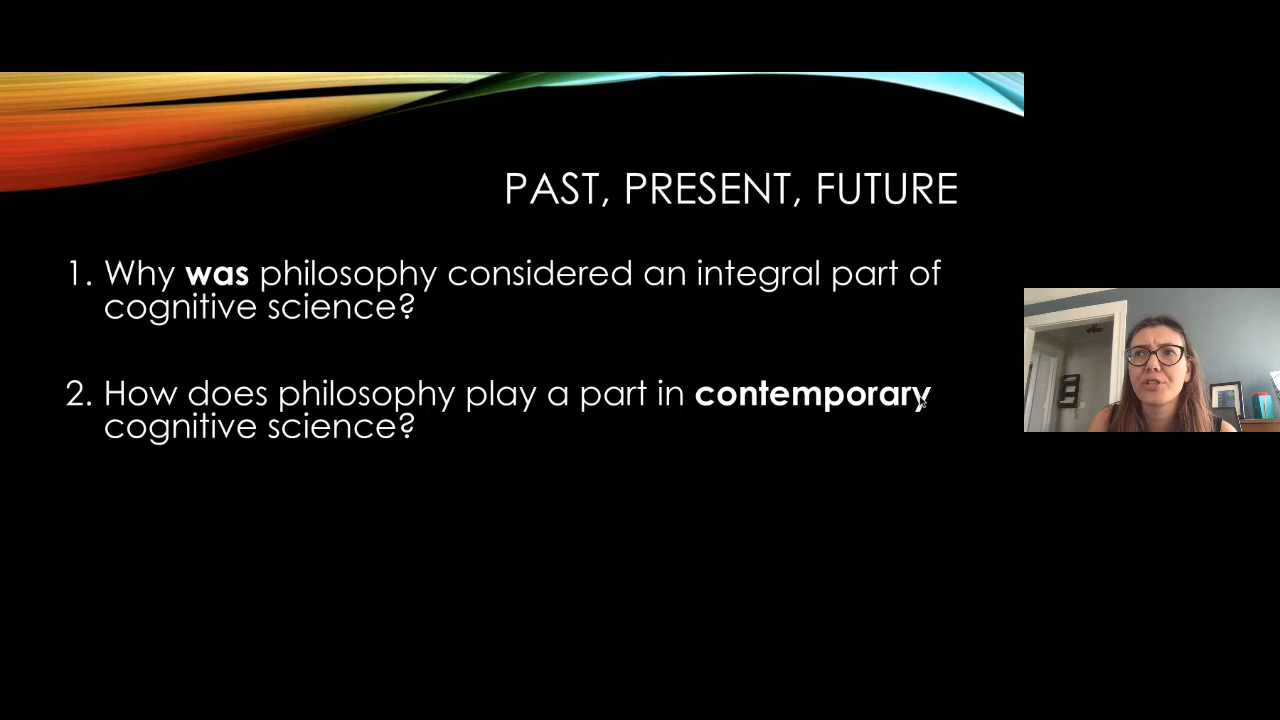 PAST, PRESENT, FUTURE
1. Why was philosophy considered an integral part of
cognitive science?
2. How does philosophy play a part in contemporary
cognitive science?